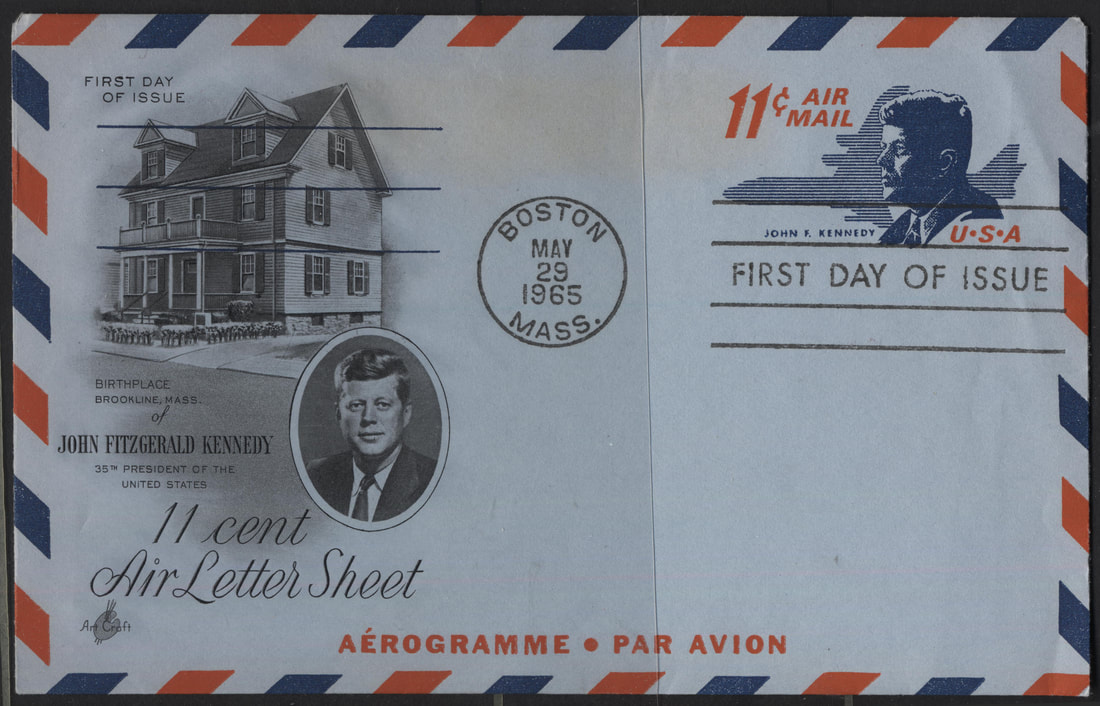 FIRST DAY
OF ISSUE
BIRTHPLACE
BROOKLINE, MASS.
of
JOHN FITZGERALD KENNEDY
35TH PRESIDENT OF THE
UNITED STATES
11 cent
Air Letter Sheet
Art Craft
BOSTON
MAY
29
1965
MASS.
11¢ AIR
MAIL
JOHN F. KENNEDY
U·S·A
FIRST DAY OF ISSUE
AÉROGRAMME • PAR AVION